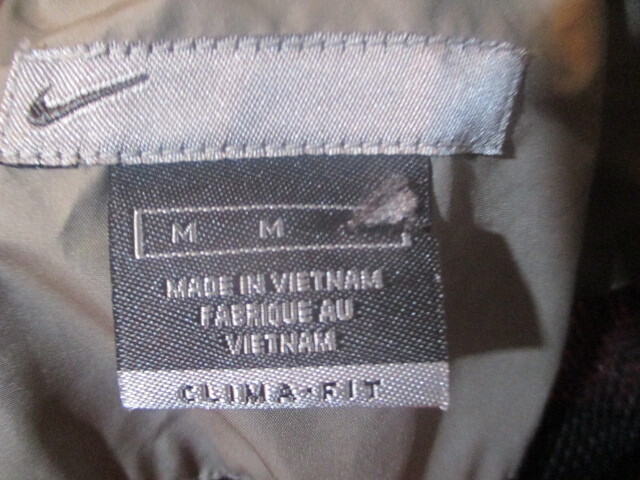 M M
MADE IN VIETNAM
FABRIQUE AU
VIETNAM
CLIMA-FIT